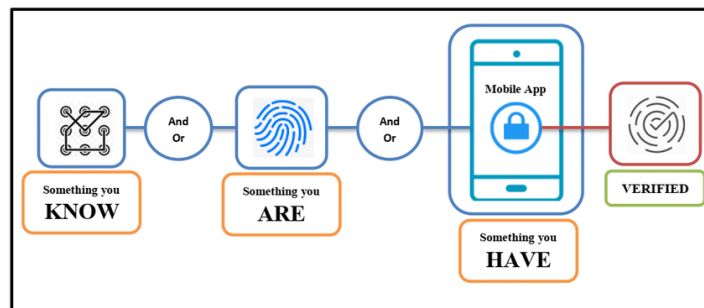 Mobile App
And
Or
And
Or
Something you
KNOW
Something you
ARE
VERIFIED
Something you
HAVE